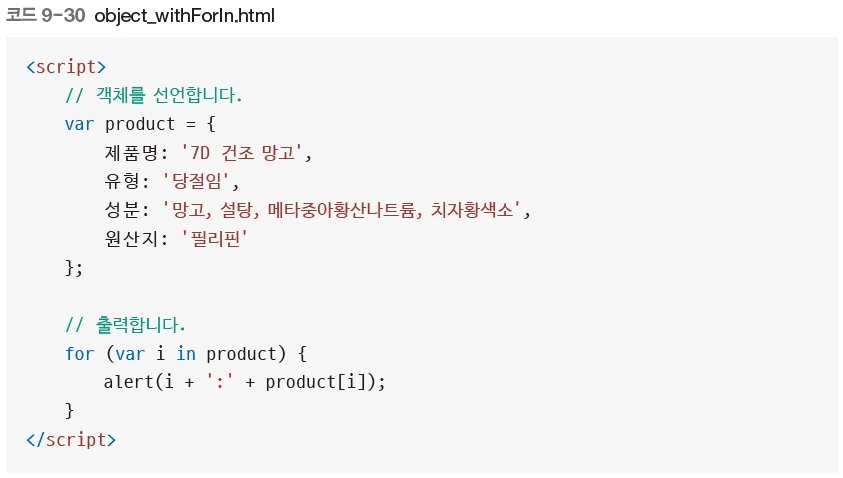 코드 9-30 object_withForIn.html
<script>
// 객체를 선언합니다.
var product = {
제품명: '7D 건조 망고',
유형: '당절임',
성분: '망고, 설탕, 메타중아황산나트륨, 치자황색소',
원산지: '필리핀'
};
// 출력합니다.
for (var i in product) {
alert(i + ':' + product[i]);
}
</script>